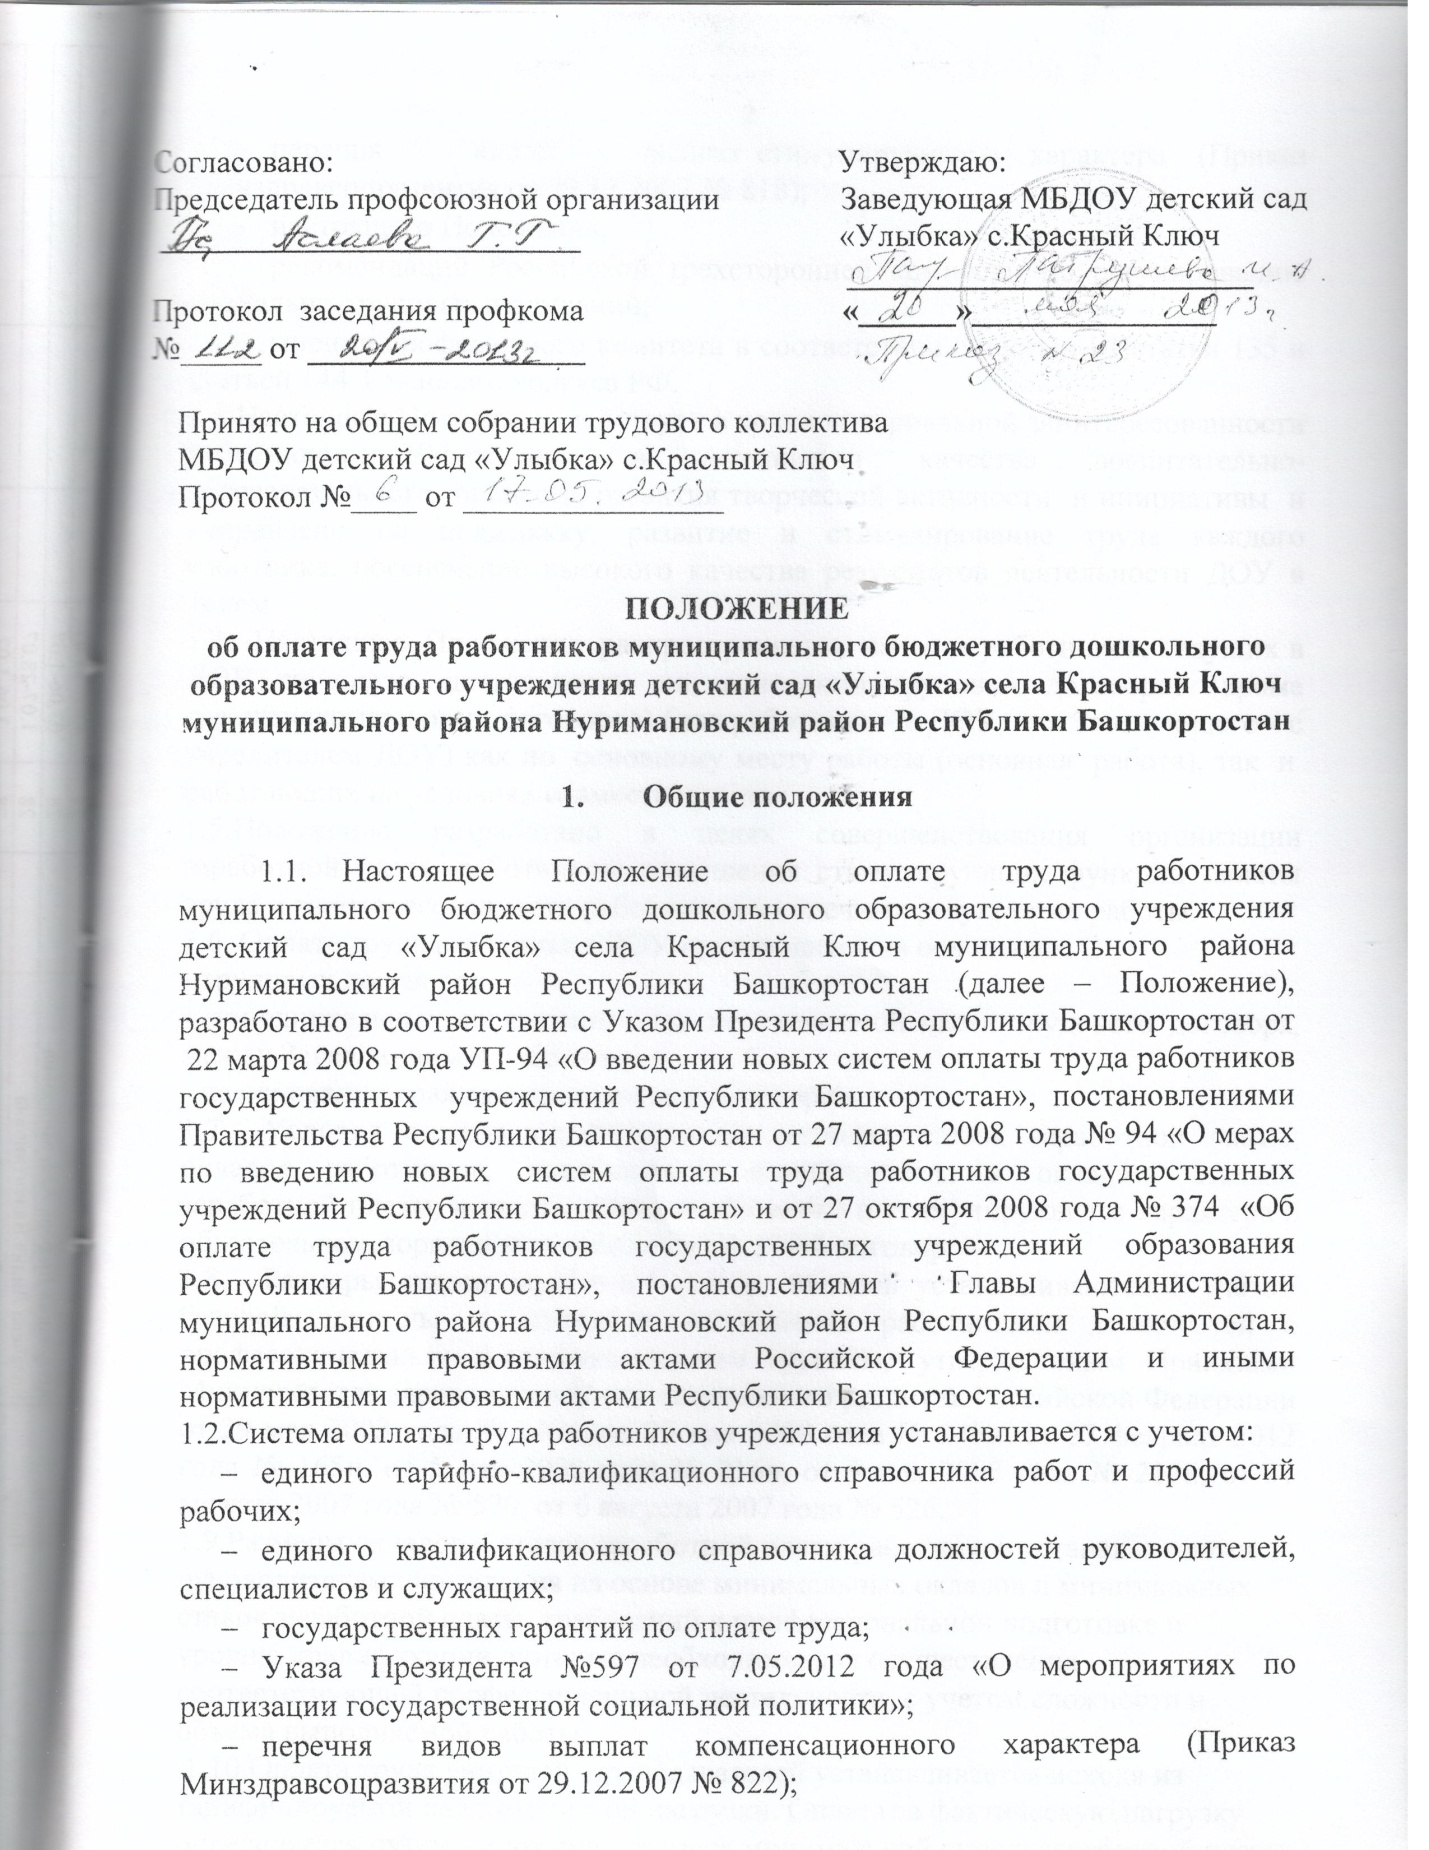 Согласовано:
Председатель профсоюзной организации
Аслаева Г.Г.
Протокол заседания профкома
№ 112 от 20/V-2013г
Утверждаю:
Заведующая МБДОУ детский сад
«Улыбка» с.Красный Ключ
Патрушева И А
« 20 » мая 2013г
Приказ № 23
Принято на общем собрании трудового коллектива
МБДОУ детский сад «Улыбка» с.Красный Ключ
Протокол № 6 от 17.05.2013
ПОЛОЖЕНИЕ
об оплате труда работников муниципального бюджетного дошкольного
образовательного учреждения детский сад «Улыбка» села Красный Ключ
муниципального района Нуримановский район Республики Башкортостан
1. Общие положения
1.1. Настоящее Положение об оплате труда работников
муниципального бюджетного дошкольного образовательного учреждения
детский сад «Улыбка» села Красный Ключ муниципального района
Нуримановский район Республики Башкортостан (далее – Положение),
разработано в соответствии с Указом Президента Республики Башкортостан от
22 марта 2008 года УП-94 «О введении новых систем оплаты труда работников
государственных учреждений Республики Башкортостан», постановлениями
Правительства Республики Башкортостан от 27 марта 2008 года № 94 «О мерах
по введению новых систем оплаты труда работников государственных
учреждений Республики Башкортостан» и от 27 октября 2008 года № 374 «Об
оплате труда работников государственных учреждений образования
Республики Башкортостан», постановлениями Главы Администрации
муниципального района Нуримановский район Республики Башкортостан,
нормативными правовыми актами Российской Федерации и иными
нормативными правовыми актами Республики Башкортостан.
1.2.Система оплаты труда работников учреждения устанавливается с учетом:
– единого тарифно-квалификационного справочника работ и профессий
рабочих;
– единого квалификационного справочника должностей руководителей,
специалистов и служащих;
– государственных гарантий по оплате труда;
– Указа Президента №597 от 7.05.2012 года «О мероприятиях по
реализации государственной социальной политики»;
– перечня видов выплат компенсационного характера (Приказ
Минздравсоцразвития от 29.12.2007 № 822);